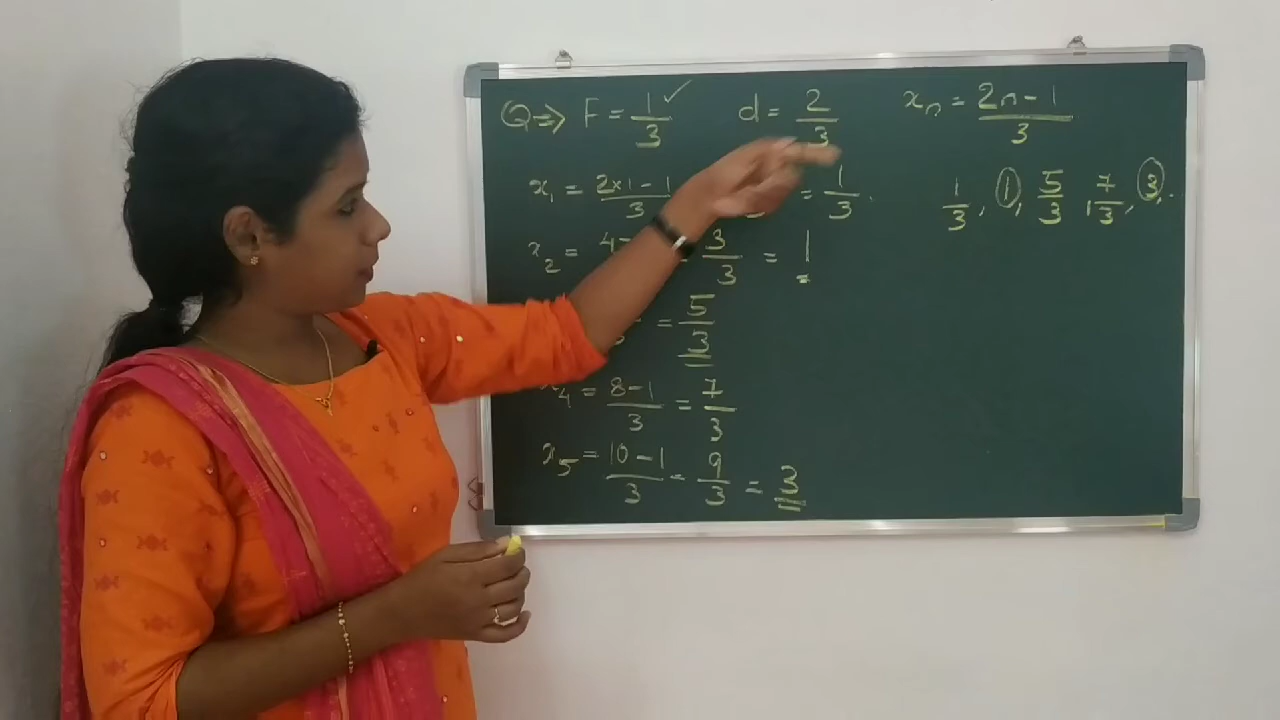 Q => F = 1/3 ✓ d = 2/3 xₙ = 2n-1/3
x₁ = 2×1-1/3 = 1/3. 1/3, 1, 5/3, 7/3, 3,.
x₂ = 3/3 = 1
= 5/3
x₄ = 8-1/3 = 7/3
x₅ = 10-1/3 = 9/3 = 3